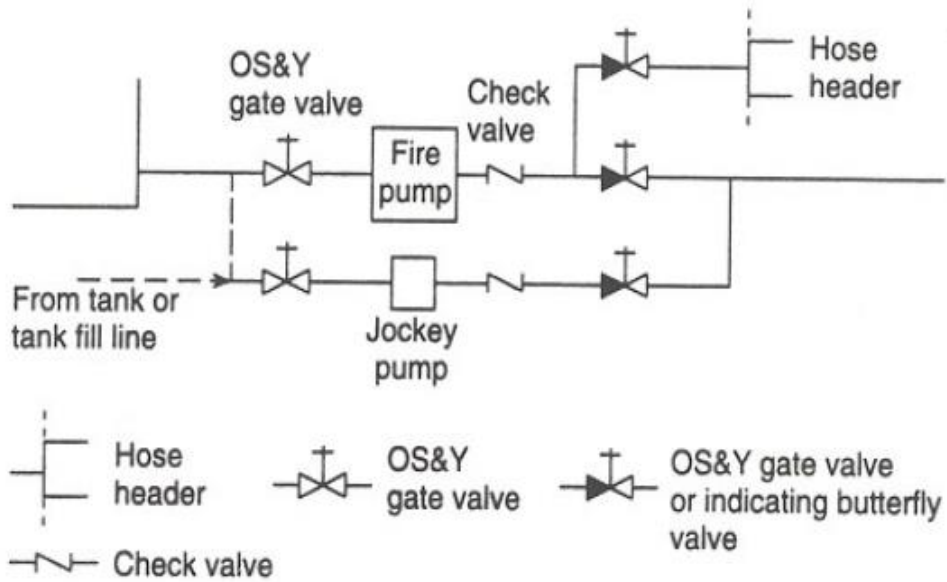 OS&Y
gate valve
Check
valve
Hose
header
Fire
pump
From tank or
tank fill line
Jockey
pump
Hose
header
OS&Y
gate valve
OS&Y gate valve
or indicating butterfly
valve
Check valve